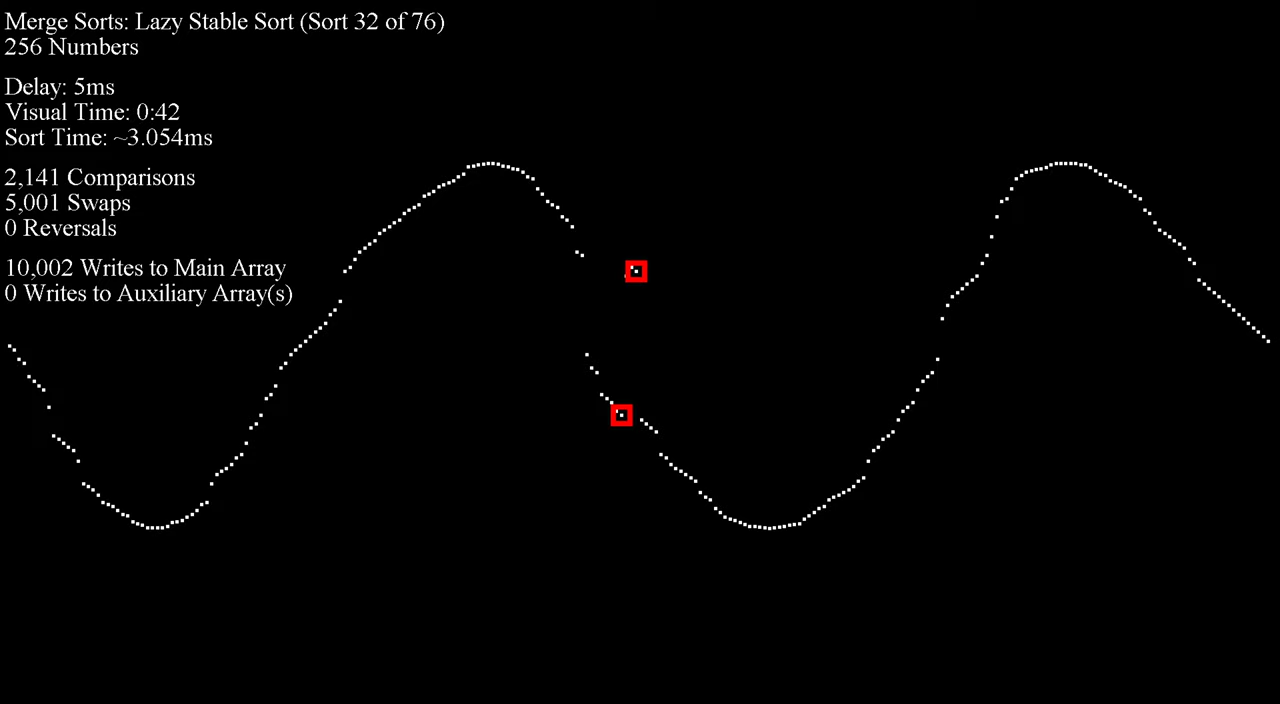 Merge Sorts: Lazy Stable Sort (Sort 32 of 76)
256 Numbers
Delay: 5ms
Visual Time: 0:42
Sort Time: ~3.054ms
2,141 Comparisons
5,001 Swaps
0 Reversals
10,002 Writes to Main Array
0 Writes to Auxiliary Array(s)